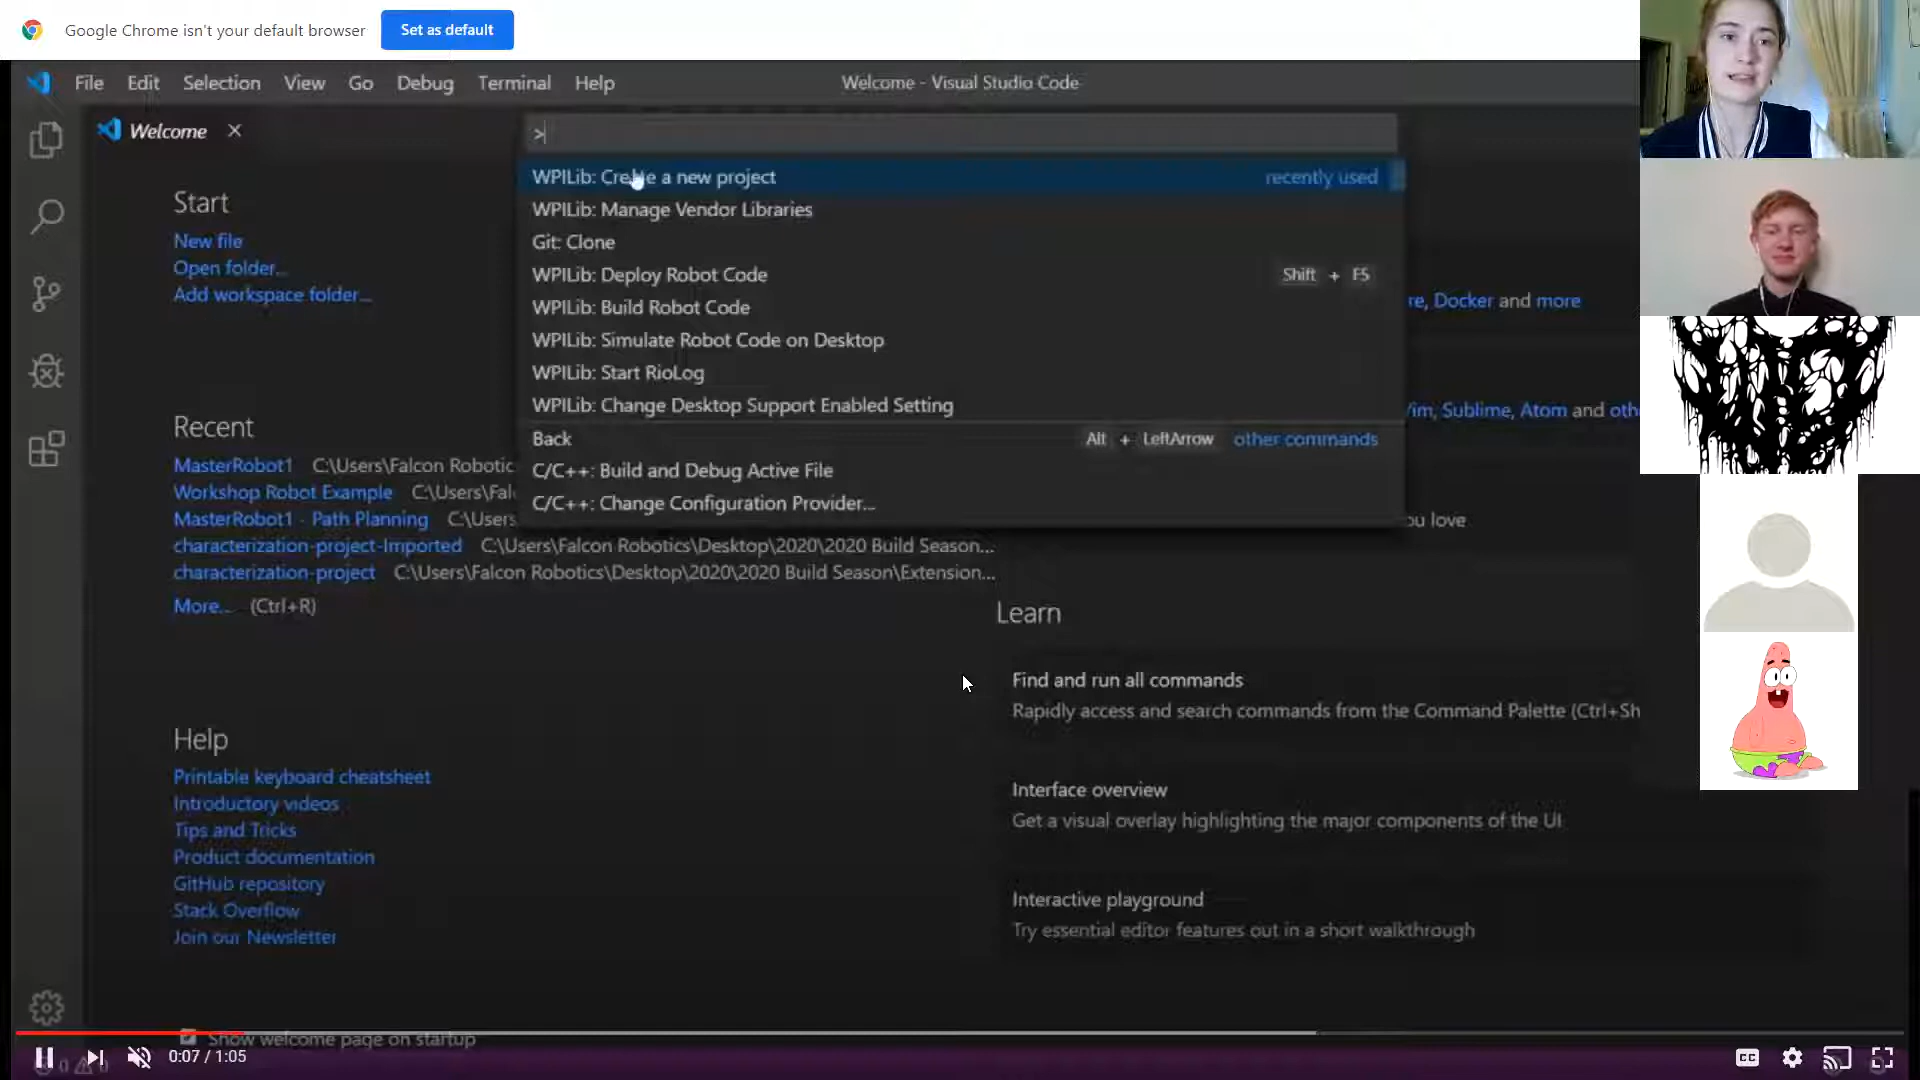 Google Chrome isn't your default browser
Set as default
File Edit Selection View Go Debug Terminal Help
Welcome - Visual Studio Code
Welcome
>
WPILib: Create a new project recently used
WPILib: Manage Vendor Libraries
Git: Clone
WPILib: Deploy Robot Code Shift + F5
WPILib: Build Robot Code
WPILib: Simulate Robot Code on Desktop
WPILib: Start RioLog
WPILib: Change Desktop Support Enabled Setting
Back Alt + LeftArrow other commands
C/C++: Build and Debug Active File
C/C++: Change Configuration Provider...
Start
New file
Open folder...
Add workspace folder...
Recent
MasterRobot1 C:\Users\Falcon Robotic
Workshop Robot Example C:\Users\Fal
MasterRobot1 - Path Planning C:\Users
characterization-project-Imported C:\Users\Falcon Robotics\Desktop\2020\2020 Build Season...
characterization-project C:\Users\Falcon Robotics\Desktop\2020\2020 Build Season\Extension...
More... (Ctrl+R)
Help
Printable keyboard cheatsheet
Introductory videos
Tips and Tricks
Product documentation
GitHub repository
Stack Overflow
Join our Newsletter
Show welcome page on startup
re, Docker and more
Vim, Sublime, Atom and oth
ou love
Learn
Find and run all commands
Rapidly access and search commands from the Command Palette (Ctrl+Sh
Interface overview
Get a visual overlay highlighting the major components of the UI
Interactive playground
Try essential editor features out in a short walkthrough
0:07 / 1:05
CC